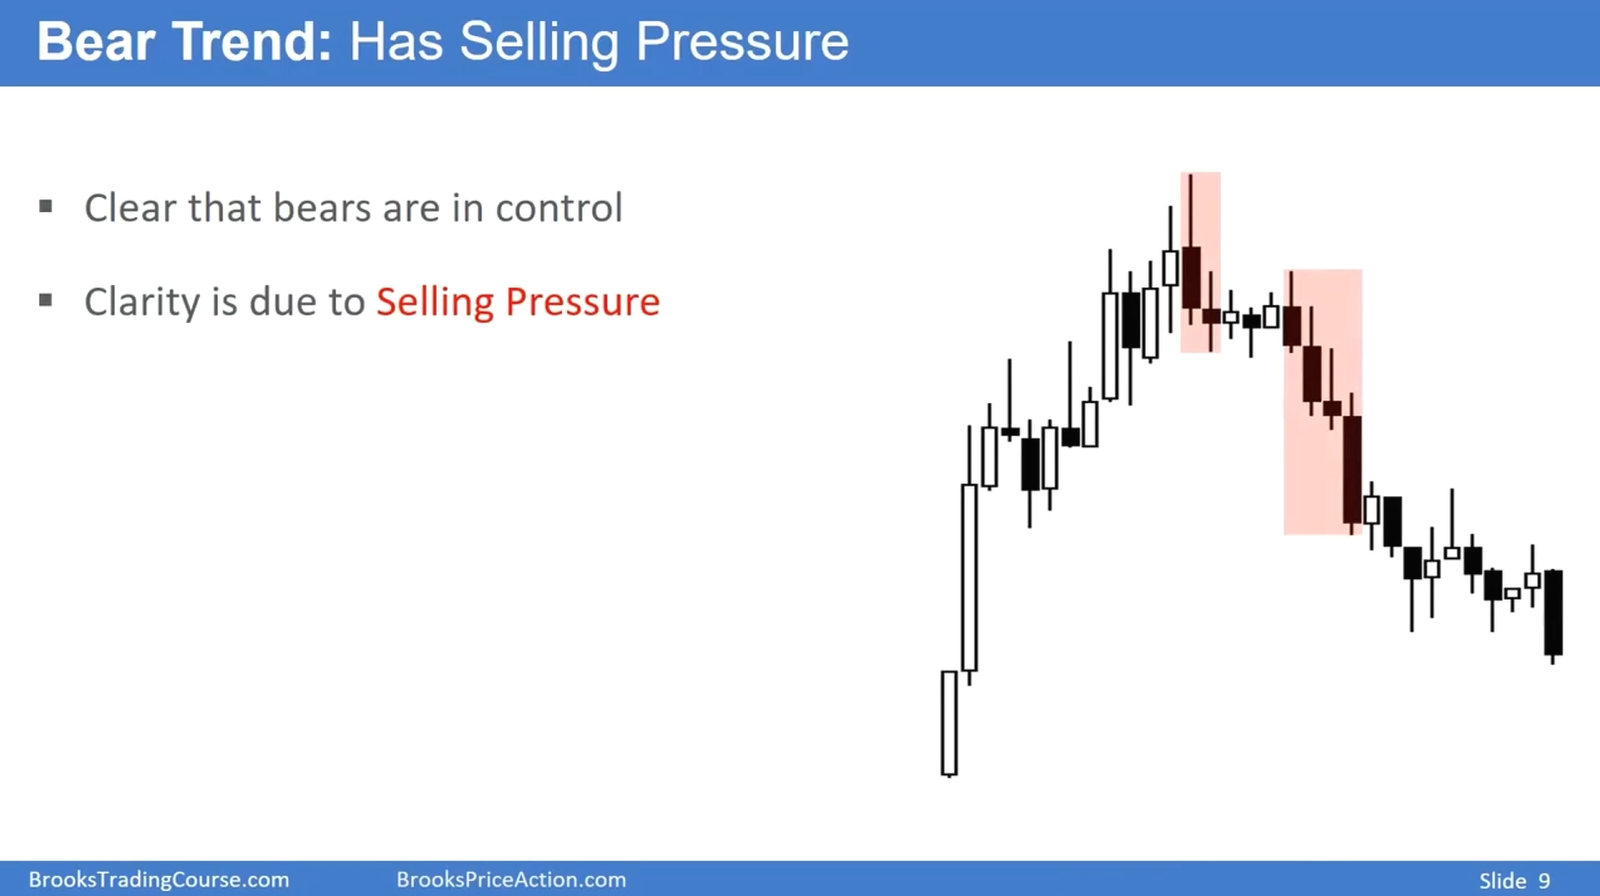 Bear Trend: Has Selling Pressure
▪ Clear that bears are in control
▪ Clarity is due to Selling Pressure
BrooksTradingCourse.com BrooksPriceAction.com Slide 9